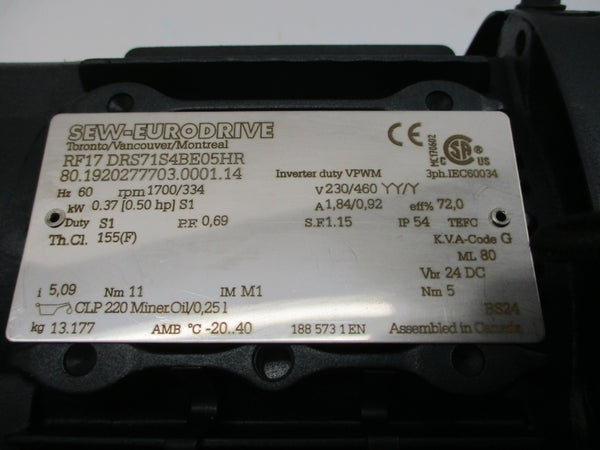 SEW-EURODRIVE
Toronto/Vancouver/Montreal
RF17 DRS71S4BE05HR
80.1920277703.0001.14 Inverter duty VPWM 3ph.IEC60034
CE MC170602 C SA US
Hz 60 rpm 1700/334 V 230/460 YY/Y
kW 0.37 [0.50 hp] S1 A 1,84/0,92 eff% 72,0
Duty S1 P.F. 0,69 S.F.1.15 IP 54 TEFC
Th.Cl. 155(F) K.V.A-Code G
ML 80
Vbr 24 DC
i 5,09 Nm 11 IM M1 Nm 5
CLP 220 Miner.Oil/0,25 l BS24
kg 13.177 AMB °C -20..40 188 573 1 EN Assembled in Canada